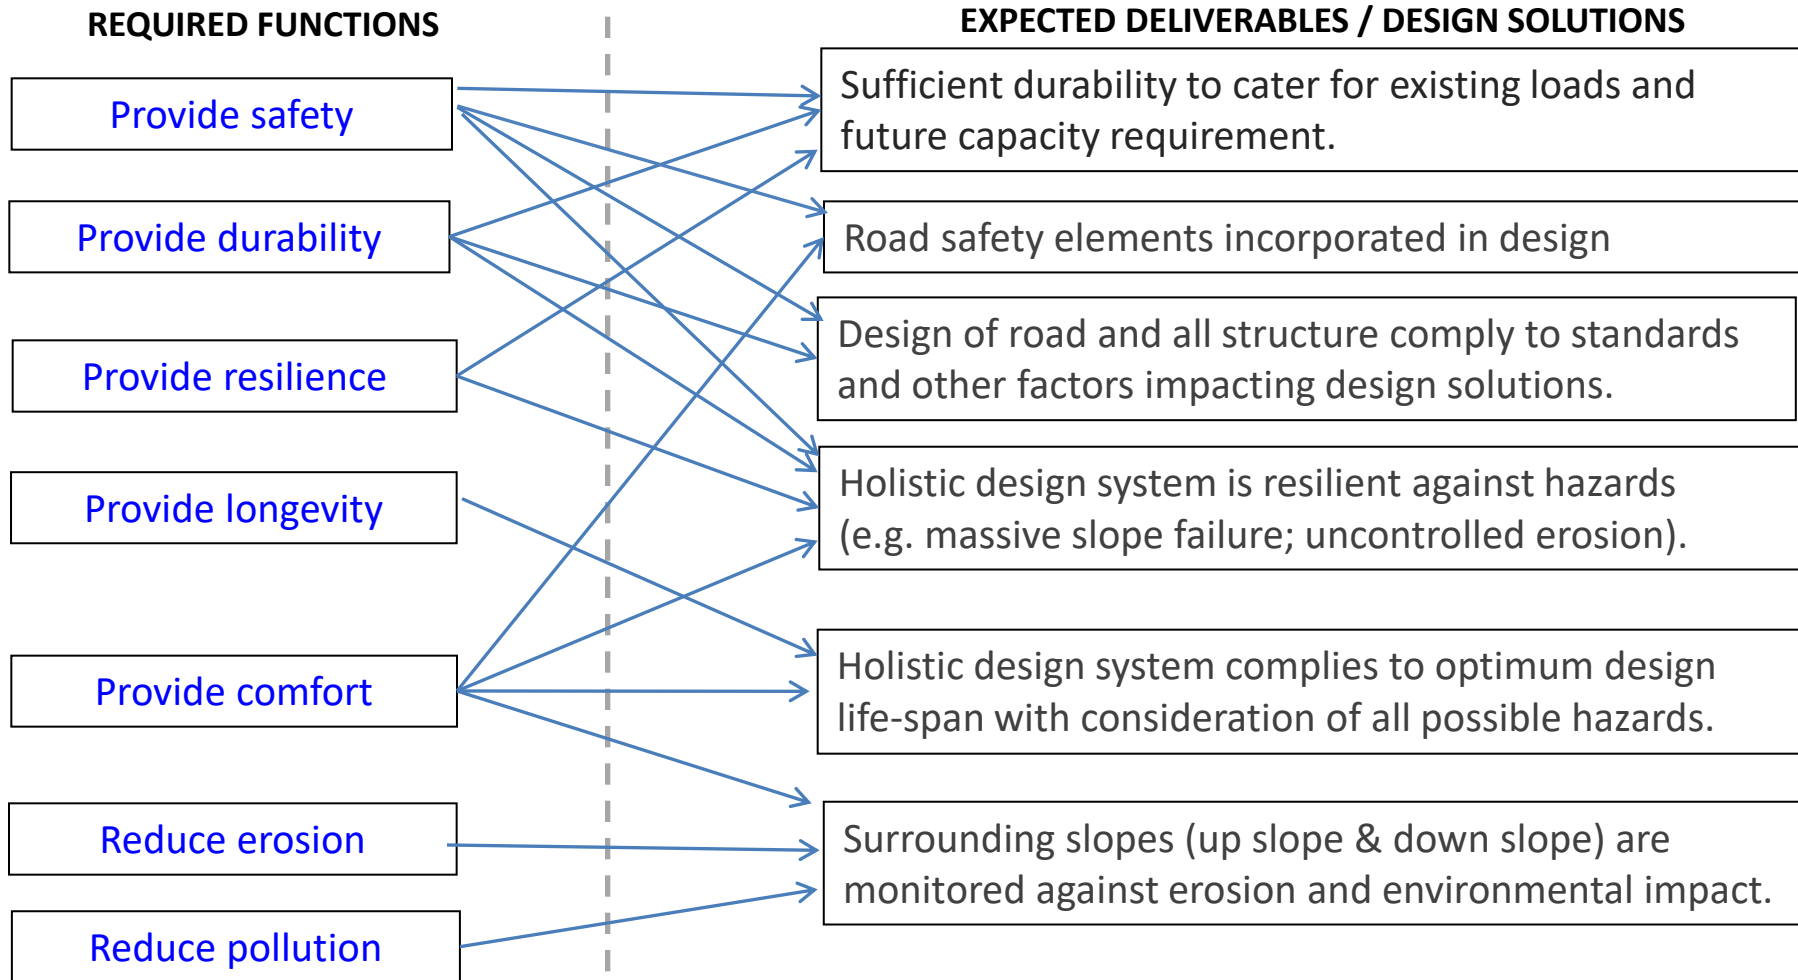 REQUIRED FUNCTIONS
EXPECTED DELIVERABLES / DESIGN SOLUTIONS
Provide safety
Provide durability
Provide resilience
Provide longevity
Provide comfort
Reduce erosion
Reduce pollution
Sufficient durability to cater for existing loads and
future capacity requirement.
Road safety elements incorporated in design
Design of road and all structure comply to standards
and other factors impacting design solutions.
Holistic design system is resilient against hazards
(e.g. massive slope failure; uncontrolled erosion).
Holistic design system complies to optimum design
life-span with consideration of all possible hazards.
Surrounding slopes (up slope & down slope) are
monitored against erosion and environmental impact.